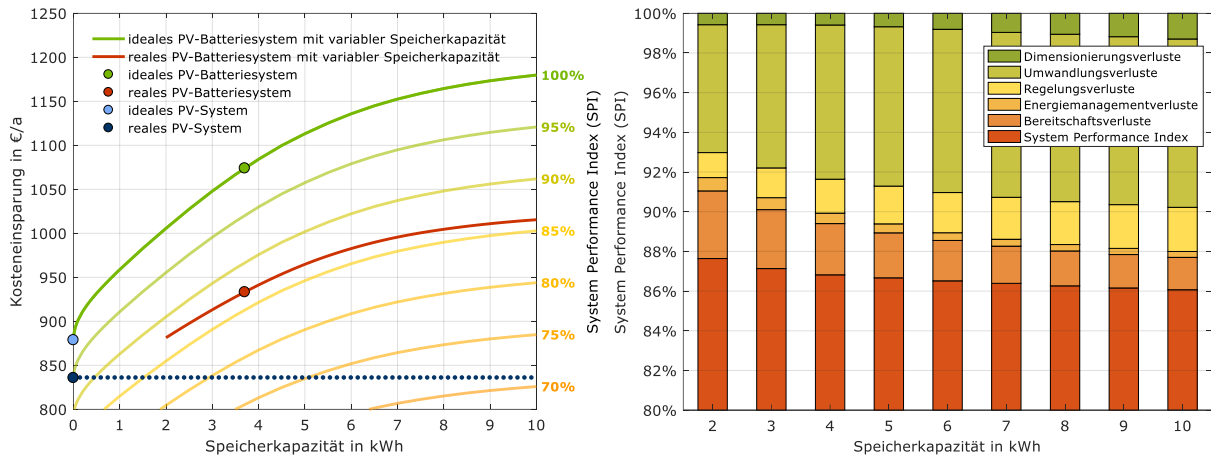 1250
1200
1150
1100
1050
1000
950
900
850
800
Kosteneinsparung in €/a
ideales PV-Batteriesystem mit variabler Speicherkapazität
reales PV-Batteriesystem mit variabler Speicherkapazität
ideales PV-Batteriesystem
reales PV-Batteriesystem
ideales PV-System
reales PV-System
100%
95%
90%
85%
80%
75%
70%
System Performance Index (SPI)
0 1 2 3 4 5 6 7 8 9 10
Speicherkapazität in kWh
System Performance Index (SPI)
100%
98%
96%
94%
92%
90%
88%
86%
84%
82%
80%
Dimensionierungsverluste
Umwandlungsverluste
Regelungsverluste
Energiemanagementverluste
Bereitschaftsverluste
System Performance Index
2 3 4 5 6 7 8 9 10
Speicherkapazität in kWh